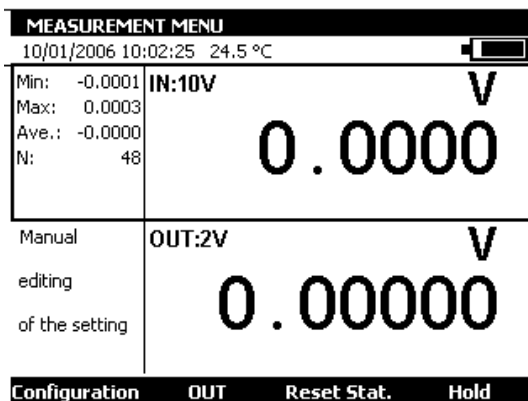 MEASUREMENT MENU
10/01/2006 10:02:25 24.5 °C
Min: -0.0001
Max: 0.0003
Ave.: -0.0000
N: 48
IN:10V V
0.0000
Manual
editing
of the setting
OUT:2V V
0.00000
Configuration OUT Reset Stat. Hold